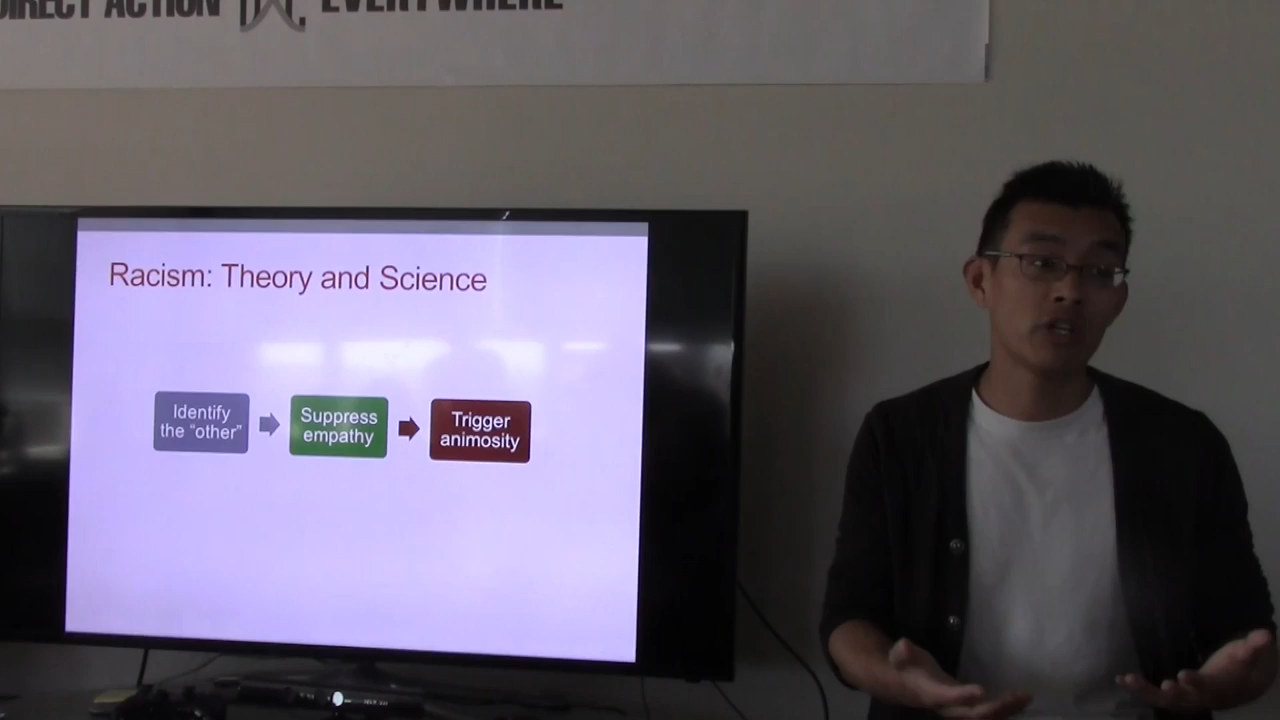 DIRECT ACTION EVERYWHERE
Racism: Theory and Science
Identify
the “other”
Suppress
empathy
Trigger
animosity